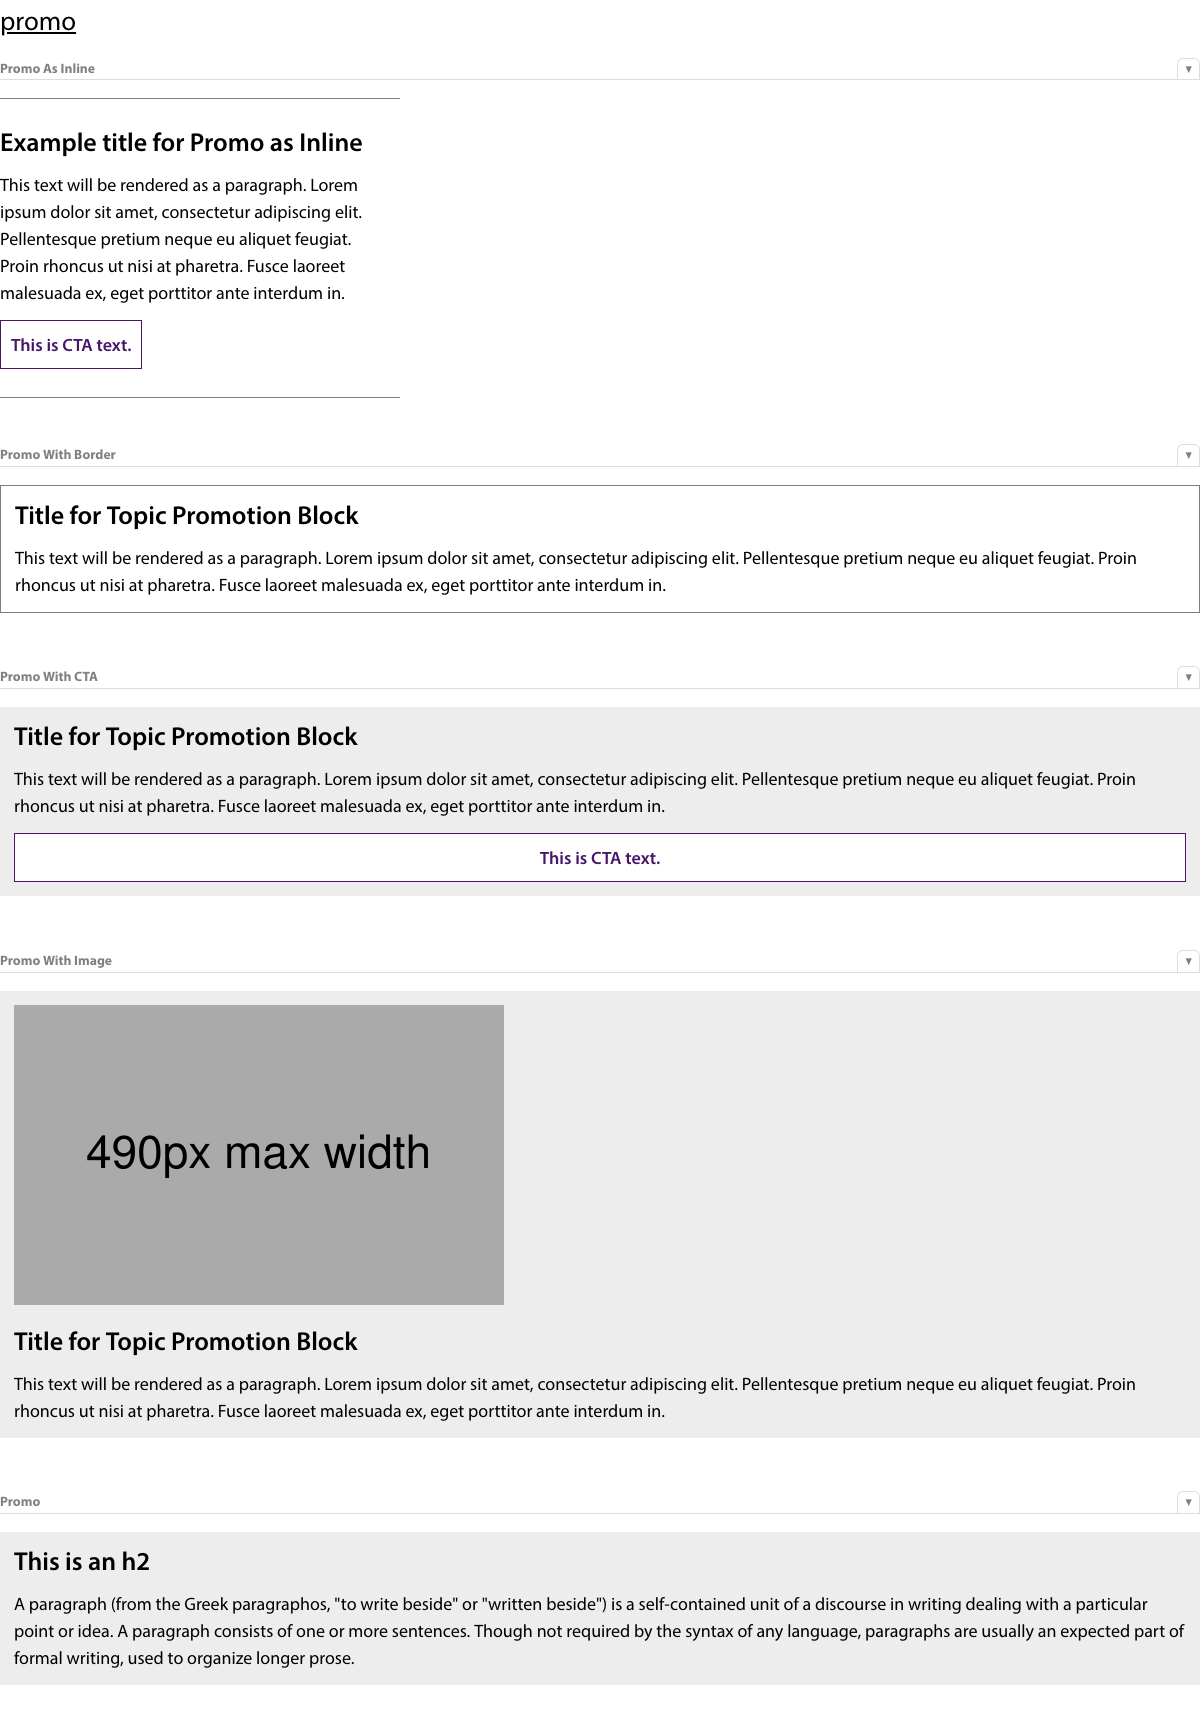 promo
Promo As Inline
▼
Example title for Promo as Inline
This text will be rendered as a paragraph. Lorem
ipsum dolor sit amet, consectetur adipiscing elit.
Pellentesque pretium neque eu aliquet feugiat.
Proin rhoncus ut nisi at pharetra. Fusce laoreet
malesuada ex, eget porttitor ante interdum in.
This is CTA text.
Promo With Border
▼
Title for Topic Promotion Block
This text will be rendered as a paragraph. Lorem ipsum dolor sit amet, consectetur adipiscing elit. Pellentesque pretium neque eu aliquet feugiat. Proin
rhoncus ut nisi at pharetra. Fusce laoreet malesuada ex, eget porttitor ante interdum in.
Promo With CTA
▼
Title for Topic Promotion Block
This text will be rendered as a paragraph. Lorem ipsum dolor sit amet, consectetur adipiscing elit. Pellentesque pretium neque eu aliquet feugiat. Proin
rhoncus ut nisi at pharetra. Fusce laoreet malesuada ex, eget porttitor ante interdum in.
This is CTA text.
Promo With Image
▼
490px max width
Title for Topic Promotion Block
This text will be rendered as a paragraph. Lorem ipsum dolor sit amet, consectetur adipiscing elit. Pellentesque pretium neque eu aliquet feugiat. Proin
rhoncus ut nisi at pharetra. Fusce laoreet malesuada ex, eget porttitor ante interdum in.
Promo
▼
This is an h2
A paragraph (from the Greek paragraphos, "to write beside" or "written beside") is a self-contained unit of a discourse in writing dealing with a particular
point or idea. A paragraph consists of one or more sentences. Though not required by the syntax of any language, paragraphs are usually an expected part of
formal writing, used to organize longer prose.